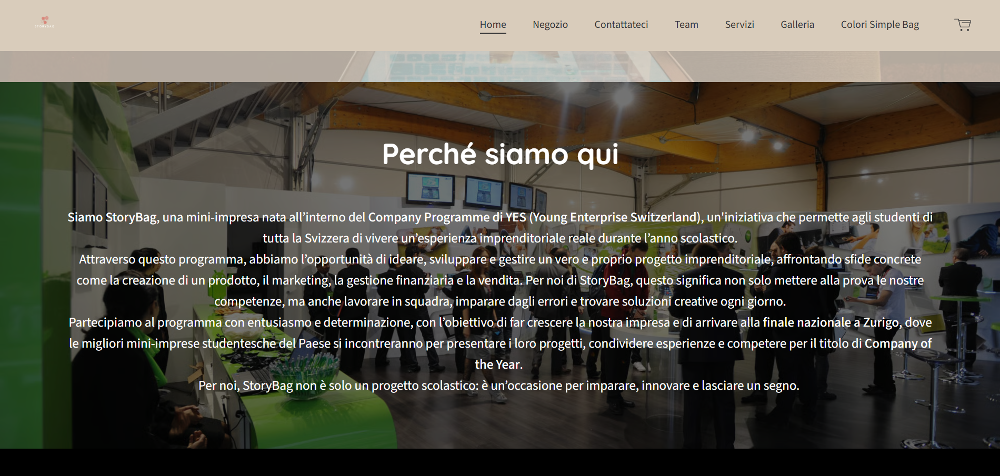 STORYBAG
Home
Negozio
Contattateci
Team
Servizi
Galleria
Colori Simple Bag
Perché siamo qui
Siamo StoryBag, una mini-impresa nata all’interno del Company Programme di YES (Young Enterprise Switzerland), un'iniziativa che permette agli studenti di
tutta la Svizzera di vivere un’esperienza imprenditoriale reale durante l’anno scolastico.
Attraverso questo programma, abbiamo l’opportunità di ideare, sviluppare e gestire un vero e proprio progetto imprenditoriale, affrontando sfide concrete
come la creazione di un prodotto, il marketing, la gestione finanziaria e la vendita. Per noi di StoryBag, questo significa non solo mettere alla prova le nostre
competenze, ma anche lavorare in squadra, imparare dagli errori e trovare soluzioni creative ogni giorno.
Partecipiamo al programma con entusiasmo e determinazione, con l’obiettivo di far crescere la nostra impresa e di arrivare alla finale nazionale a Zurigo, dove
le migliori mini-imprese studentesche del Paese si incontreranno per presentare i loro progetti, condividere esperienze e competere per il titolo di Company of
the Year.
Per noi, StoryBag non è solo un progetto scolastico: è un’occasione per imparare, innovare e lasciare un segno.